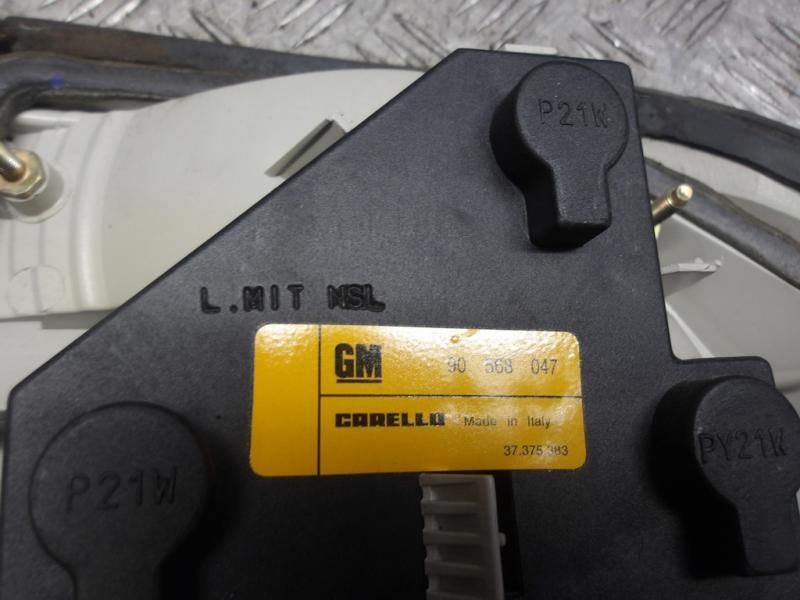 P21W
L.MIT NSL
GM 90 568 047
CARELLO Made in Italy
37.375.383
P21W
PY21W